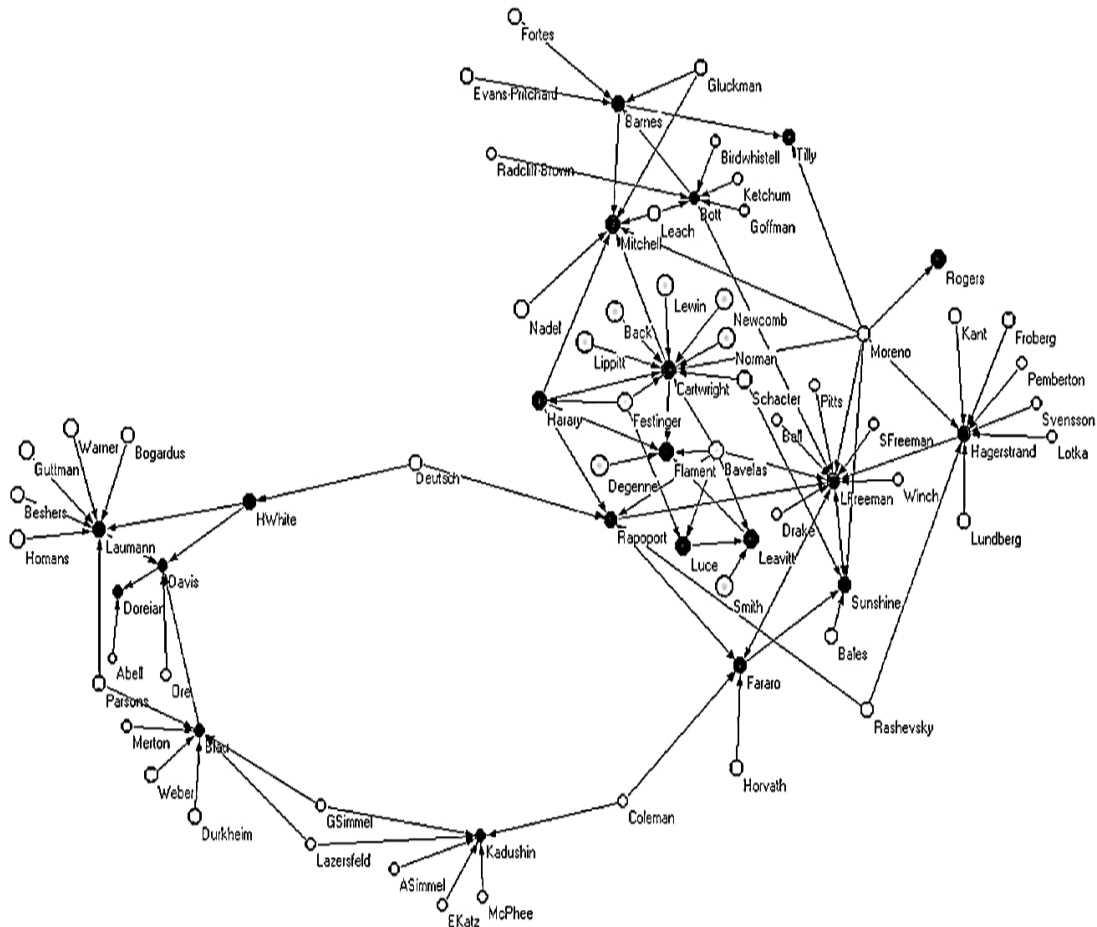 Fortes
Gluckman
Evans-Pritchard
Barnes
Tilly
Birdwhistell
Radcliff-Brown
Ketchum
Bott
Goffman
Leach
Mitchell
Rogers
Lewin
Newcomb
Nadel
Back
Kant
Froberg
Norman
Moreno
Lippitt
Pemberton
Cartwright
Schacter
Pitts
Svensson
Harary
Festinger
Ball
SFreeman
Hagerstrand
Lotka
Warner
Bogardus
Guttman
Deutsch
Flament
Bavelas
Degenne
LFreeman
Winch
Beshers
HWhite
Drake
Lundberg
Homans
Laumann
Rapoport
Luce
Leavitt
Davis
Smith
Sunshine
Doreian
Bales
Abell
Ore
Fararo
Parsons
Rashevsky
Merton
Blau
Weber
Horvath
Durkheim
GSimmel
Coleman
Lazersfeld
Kadushin
ASimmel
EKatz
McPhee